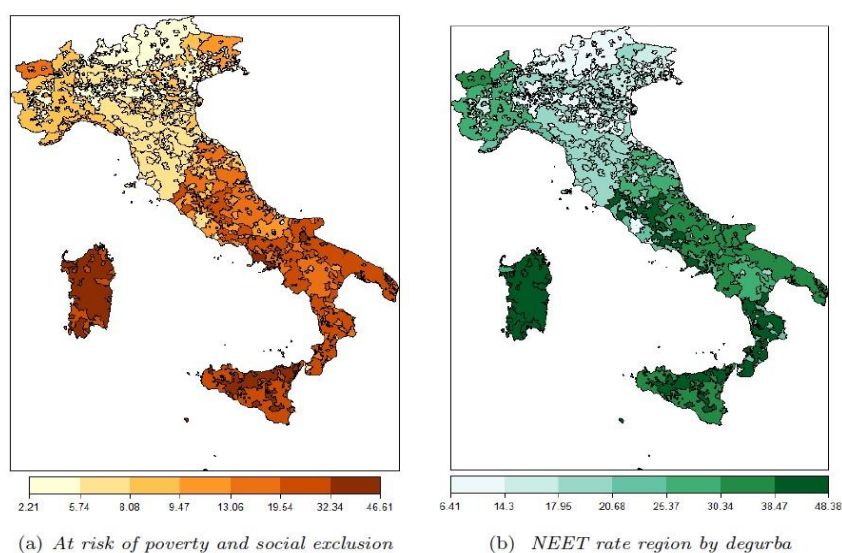 2.21 5.74 8.08 9.47 13.06 19.54 32.34 46.61
6.41 14.3 17.95 20.68 25.37 30.34 38.47 48.38
(a) At risk of poverty and social exclusion
(b) NEET rate region by degurba